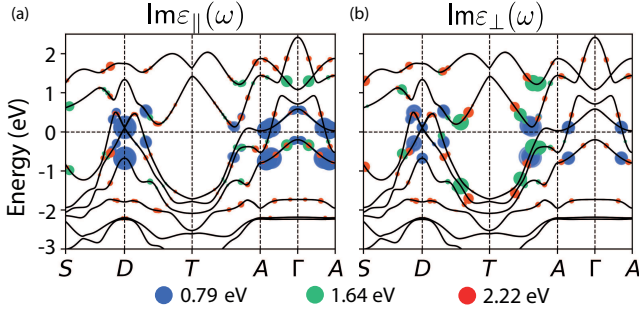 (a) Imε∥(ω)
(b) Imε⊥(ω)
Energy (eV)
2
1
0
-1
-2
-3
S D T A Γ A
S D T A Γ A
0.79 eV 1.64 eV 2.22 eV